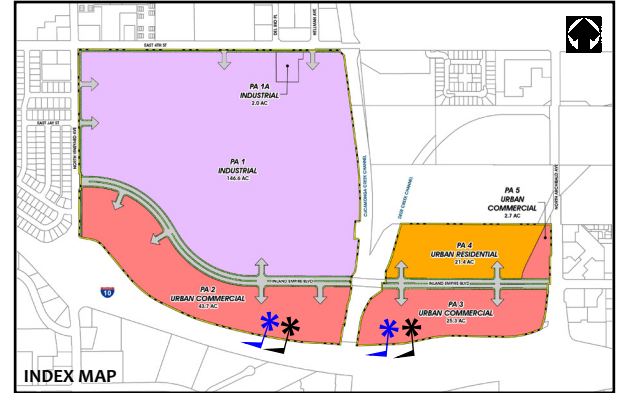 DEL RIO PL
HELLMAN AVE
EAST 4TH ST
PA 1A
INDUSTRIAL
2.0 AC
EAST JAY ST
NORTH VINEYARD AVE
PA 1
INDUSTRIAL
146.6 AC
CUCAMONGA CREEK CHANNEL
DEER CREEK CHANNEL
NORTH ARCHIBALD AVE
PA 5
URBAN
COMMERCIAL
2.7 AC
PA 4
URBAN RESIDENTIAL
21.4 AC
INLAND EMPIRE BLVD
INLAND EMPIRE BLVD
PA 2
URBAN COMMERCIAL
43.7 AC
PA 3
URBAN COMMERCIAL
25.3 AC
10
INDEX MAP